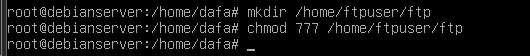 root@debianserver:/home/dafa# mkdir /home/ftpuser/ftp
root@debianserver:/home/dafa# chmod 777 /home/ftpuser/ftp
root@debianserver:/home/dafa# _